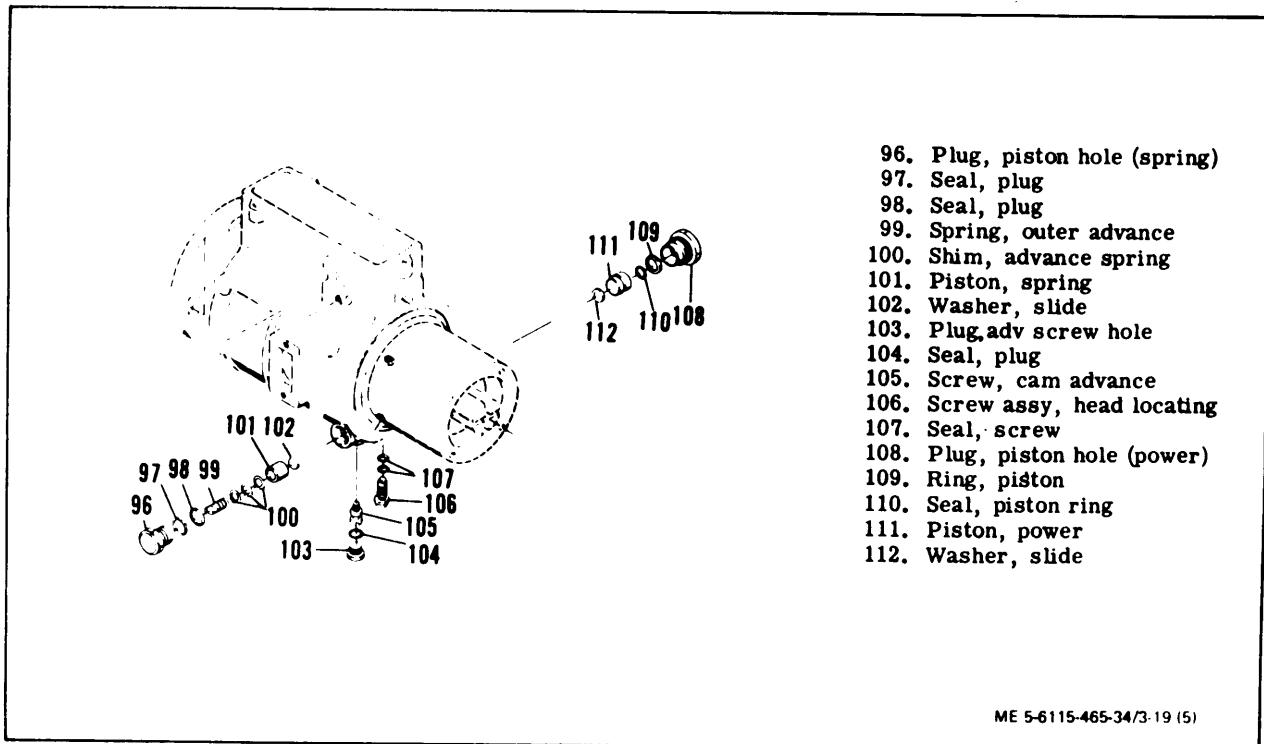 96. Plug, piston hole (spring)
97. Seal, plug
98. Seal, plug
99. Spring, outer advance
100. Shim, advance spring
101. Piston, spring
102. Washer, slide
103. Plug,adv screw hole
104. Seal, plug
105. Screw, cam advance
106. Screw assy, head locating
107. Seal, screw
108. Plug, piston hole (power)
109. Ring, piston
110. Seal, piston ring
111. Piston, power
112. Washer, slide
109
111
110 108
112
101 102
97 98 99
107
96
100
106
105
103
104
ME 5-6115-465-34/3-19 (5)